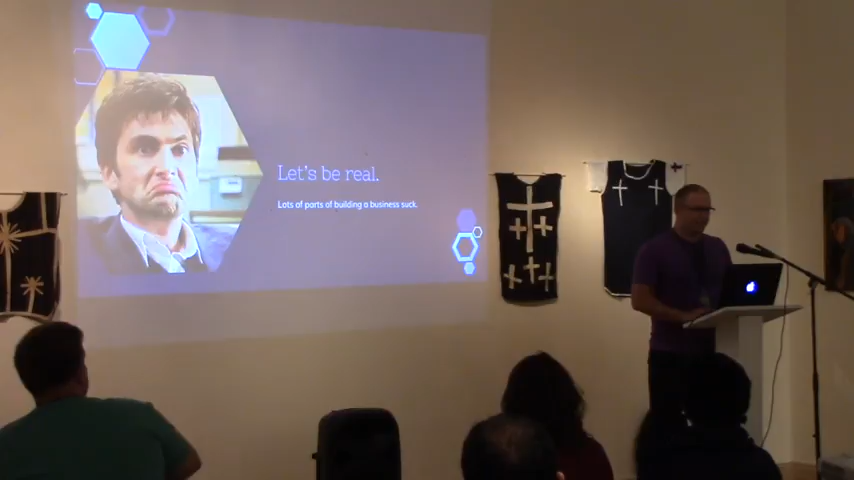 Let's be real.
Lots of parts of building a business suck.